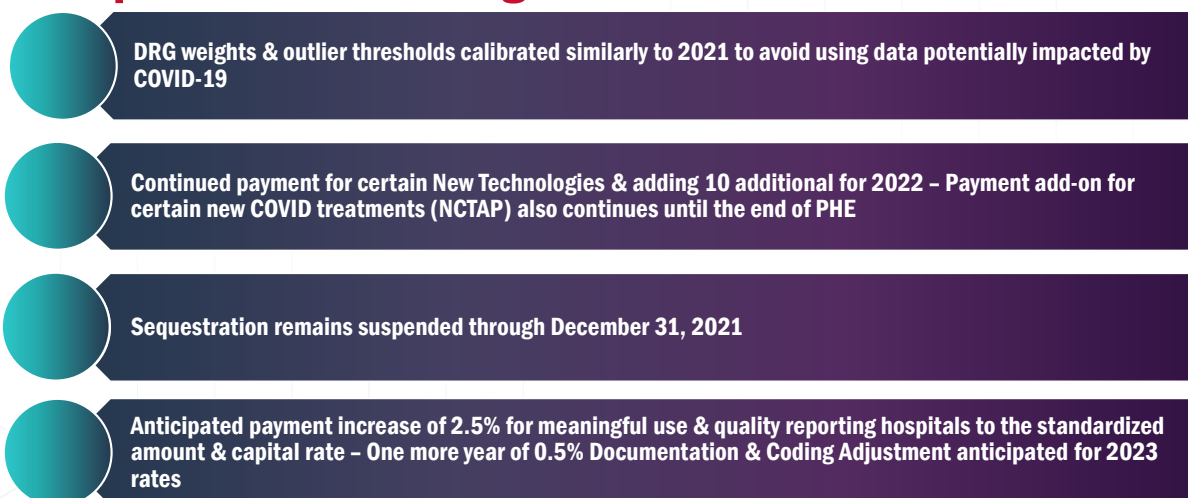 DRG weights & outlier thresholds calibrated similarly to 2021 to avoid using data potentially impacted by
COVID-19
Continued payment for certain New Technologies & adding 10 additional for 2022 – Payment add-on for
certain new COVID treatments (NCTAP) also continues until the end of PHE
Sequestration remains suspended through December 31, 2021
Anticipated payment increase of 2.5% for meaningful use & quality reporting hospitals to the standardized
amount & capital rate – One more year of 0.5% Documentation & Coding Adjustment anticipated for 2023
rates